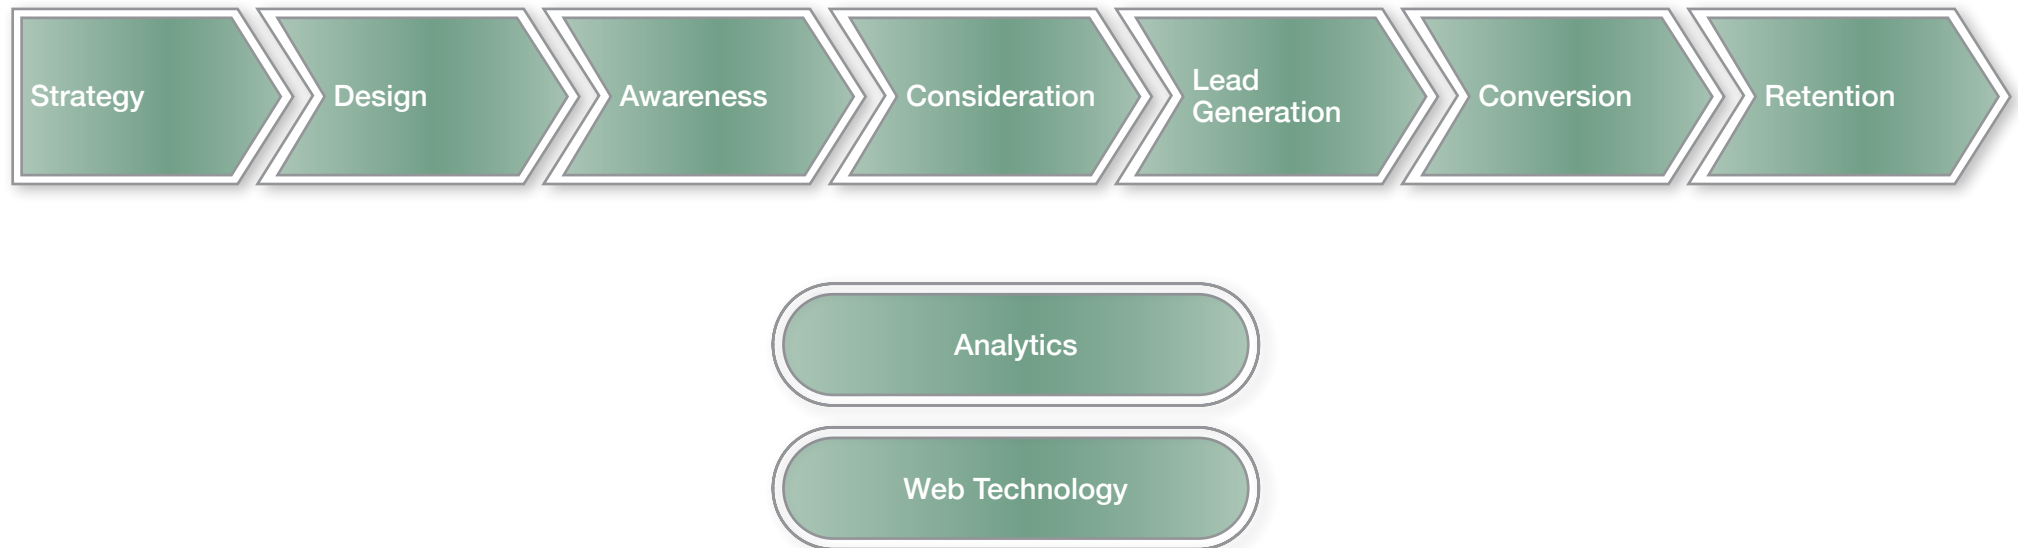 Strategy
Design
Awareness
Consideration
Lead
Generation
Conversion
Retention
Analytics
Web Technology